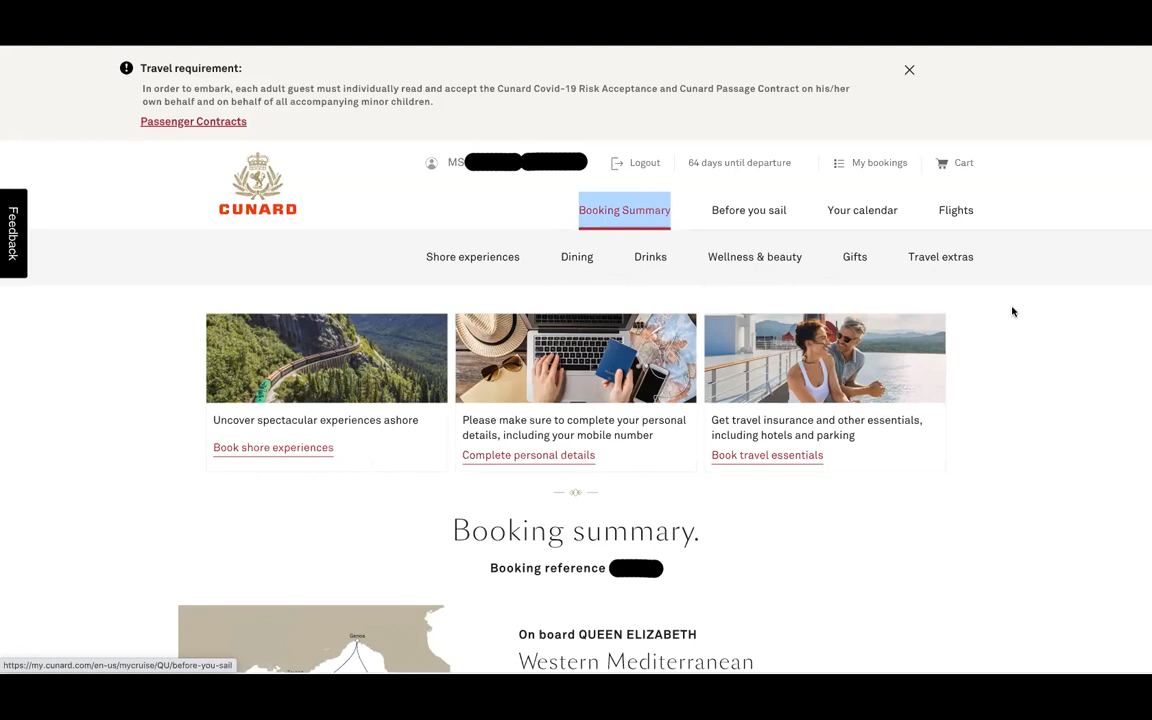 Travel requirement:
In order to embark, each adult guest must individually read and accept the Cunard Covid-19 Risk Acceptance and Cunard Passage Contract on his/her
own behalf and on behalf of all accompanying minor children.
Passenger Contracts
MS
Logout
64 days until departure
My bookings
Cart
CUNARD
Booking Summary
Before you sail
Your calendar
Flights
Feedback
Shore experiences
Dining
Drinks
Wellness & beauty
Gifts
Travel extras
Uncover spectacular experiences ashore
Book shore experiences
Please make sure to complete your personal
details, including your mobile number
Complete personal details
Get travel insurance and other essentials,
including hotels and parking
Book travel essentials
Booking summary.
Booking reference
Genoa
On board QUEEN ELIZABETH
Western Mediterranean
https://my.cunard.com/en-us/mycruise/QU/before-you-sail